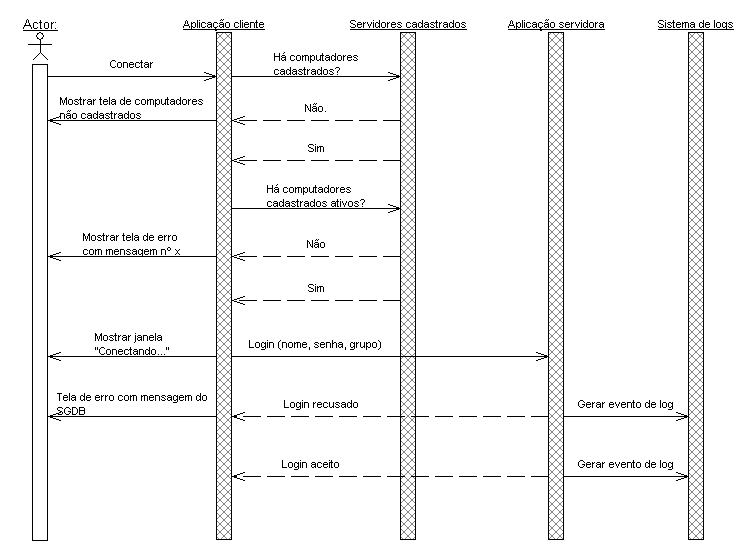 Actor:
Aplicação cliente
Servidores cadastrados
Aplicação servidora
Sistema de logs
Conectar
Há computadores
cadastrados?
Mostrar tela de computadores
não cadastrados
Não.
Sim
Há computadores
cadastrados ativos?
Mostrar tela de erro
com mensagem n° x
Não
Sim
Mostrar janela
"Conectando..."
Login (nome, senha, grupo)
Tela de erro com mensagem do
SGDB
Login recusado
Gerar evento de log
Login aceito
Gerar evento de log